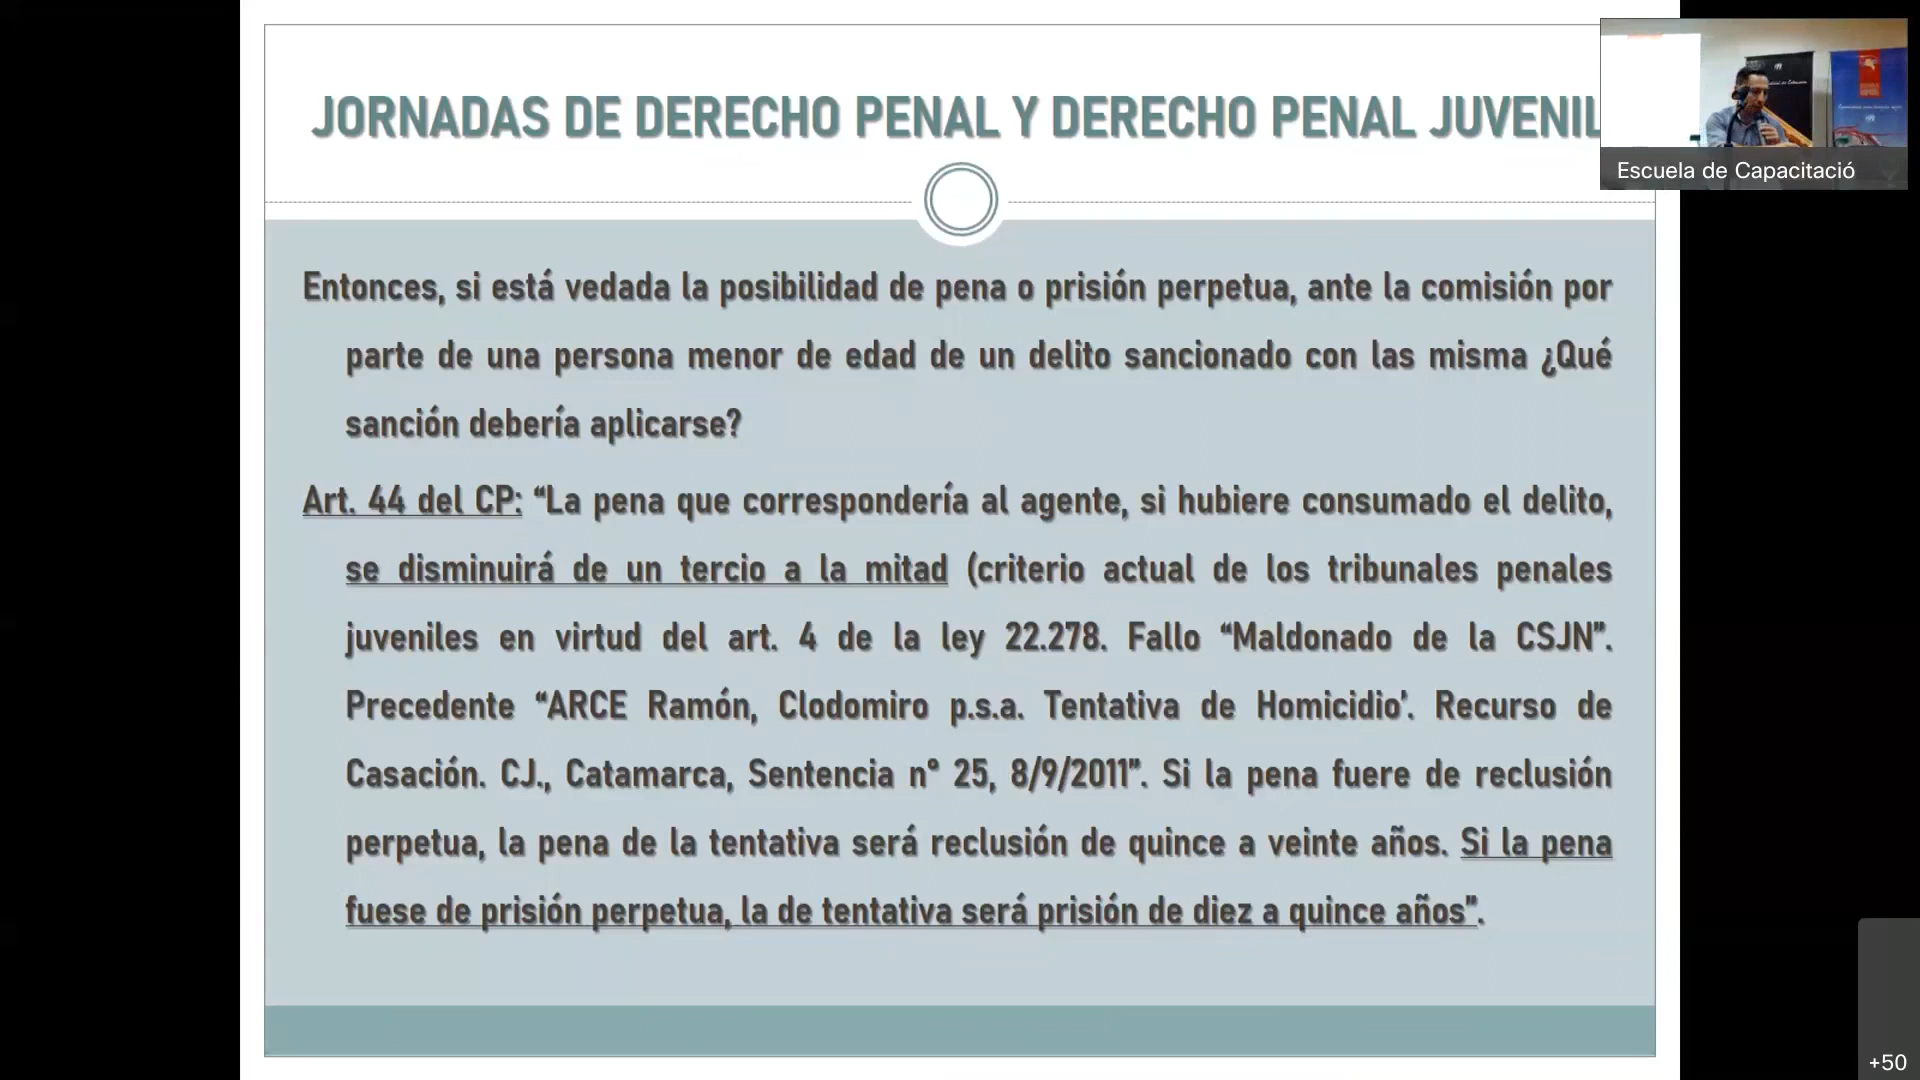 JORNADAS DE DERECHO PENAL Y DERECHO PENAL JUVENIL
Escuela de Capacitació
Entonces, si está vedada la posibilidad de pena o prisión perpetua, ante la comisión por
parte de una persona menor de edad de un delito sancionado con las misma ¿Qué
sanción debería aplicarse?
Art. 44 del CP: “La pena que correspondería al agente, si hubiere consumado el delito,
se disminuirá de un tercio a la mitad (criterio actual de los tribunales penales
juveniles en virtud del art. 4 de la ley 22.278. Fallo “Maldonado de la CSJN”.
Precedente “ARCE Ramón, Clodomiro p.s.a. Tentativa de Homicidio’. Recurso de
Casación. CJ., Catamarca, Sentencia n° 25, 8/9/2011”. Si la pena fuere de reclusión
perpetua, la pena de la tentativa será reclusión de quince a veinte años. Si la pena
fuese de prisión perpetua, la de tentativa será prisión de diez a quince años”.
+50